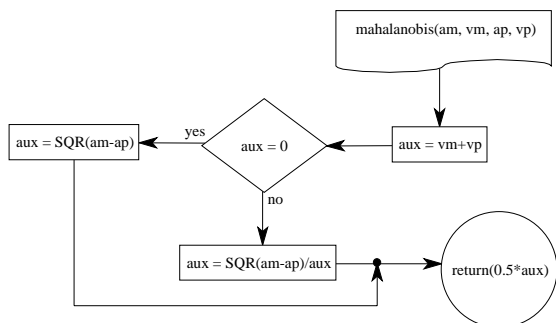 mahalanobis(am, vm, ap, vp)
aux = vm+vp
aux = 0
yes
aux = SQR(am-ap)
no
aux = SQR(am-ap)/aux
return(0.5*aux)